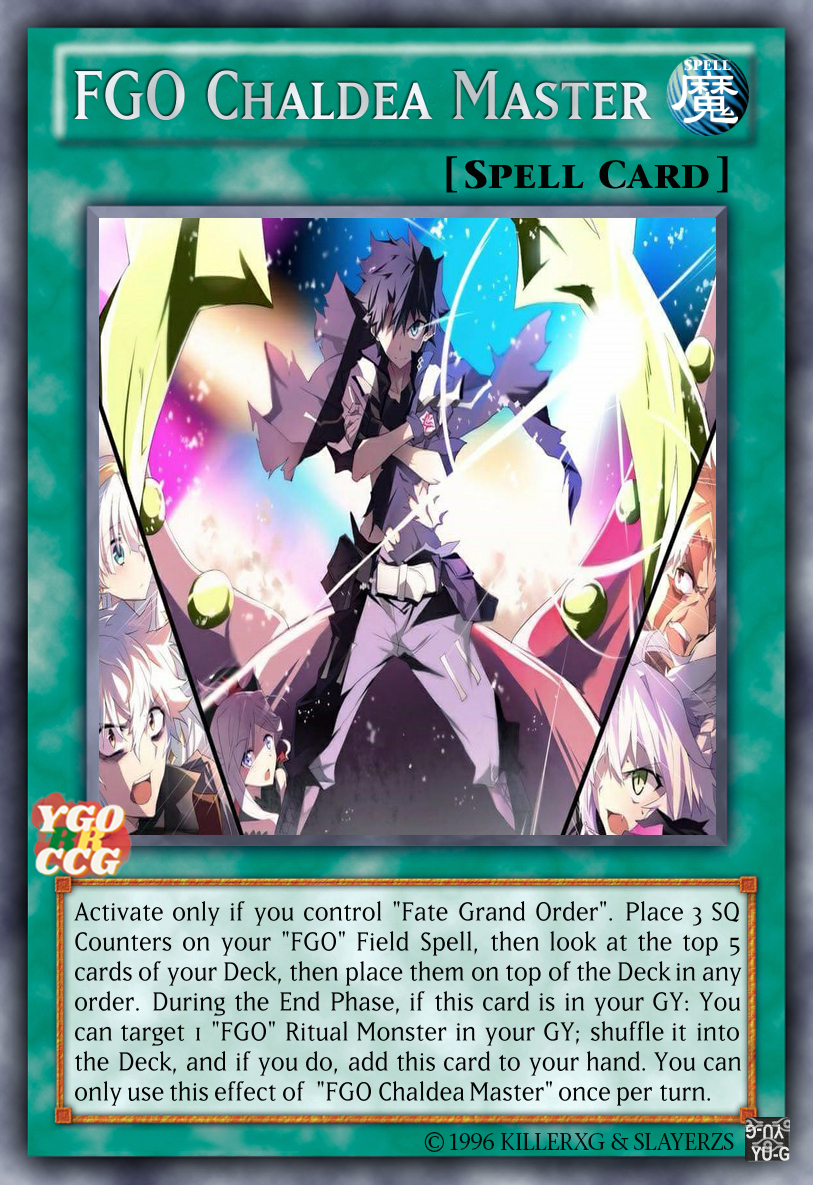 FGO CHALDEA MASTER
SPELL
魔
[SPELL CARD]
YGO
CCG
Activate only if you control "Fate Grand Order". Place 3 SQ
Counters on your "FGO" Field Spell, then look at the top 5
cards of your Deck, then place them on top of the Deck in any
order. During the End Phase, if this card is in your GY: You
can target 1 "FGO" Ritual Monster in your GY; shuffle it into
the Deck, and if you do, add this card to your hand. You can
only use this effect of "FGO Chaldea Master" once per turn.
© 1996 KILLERXG & SLAYERZS
YU-G